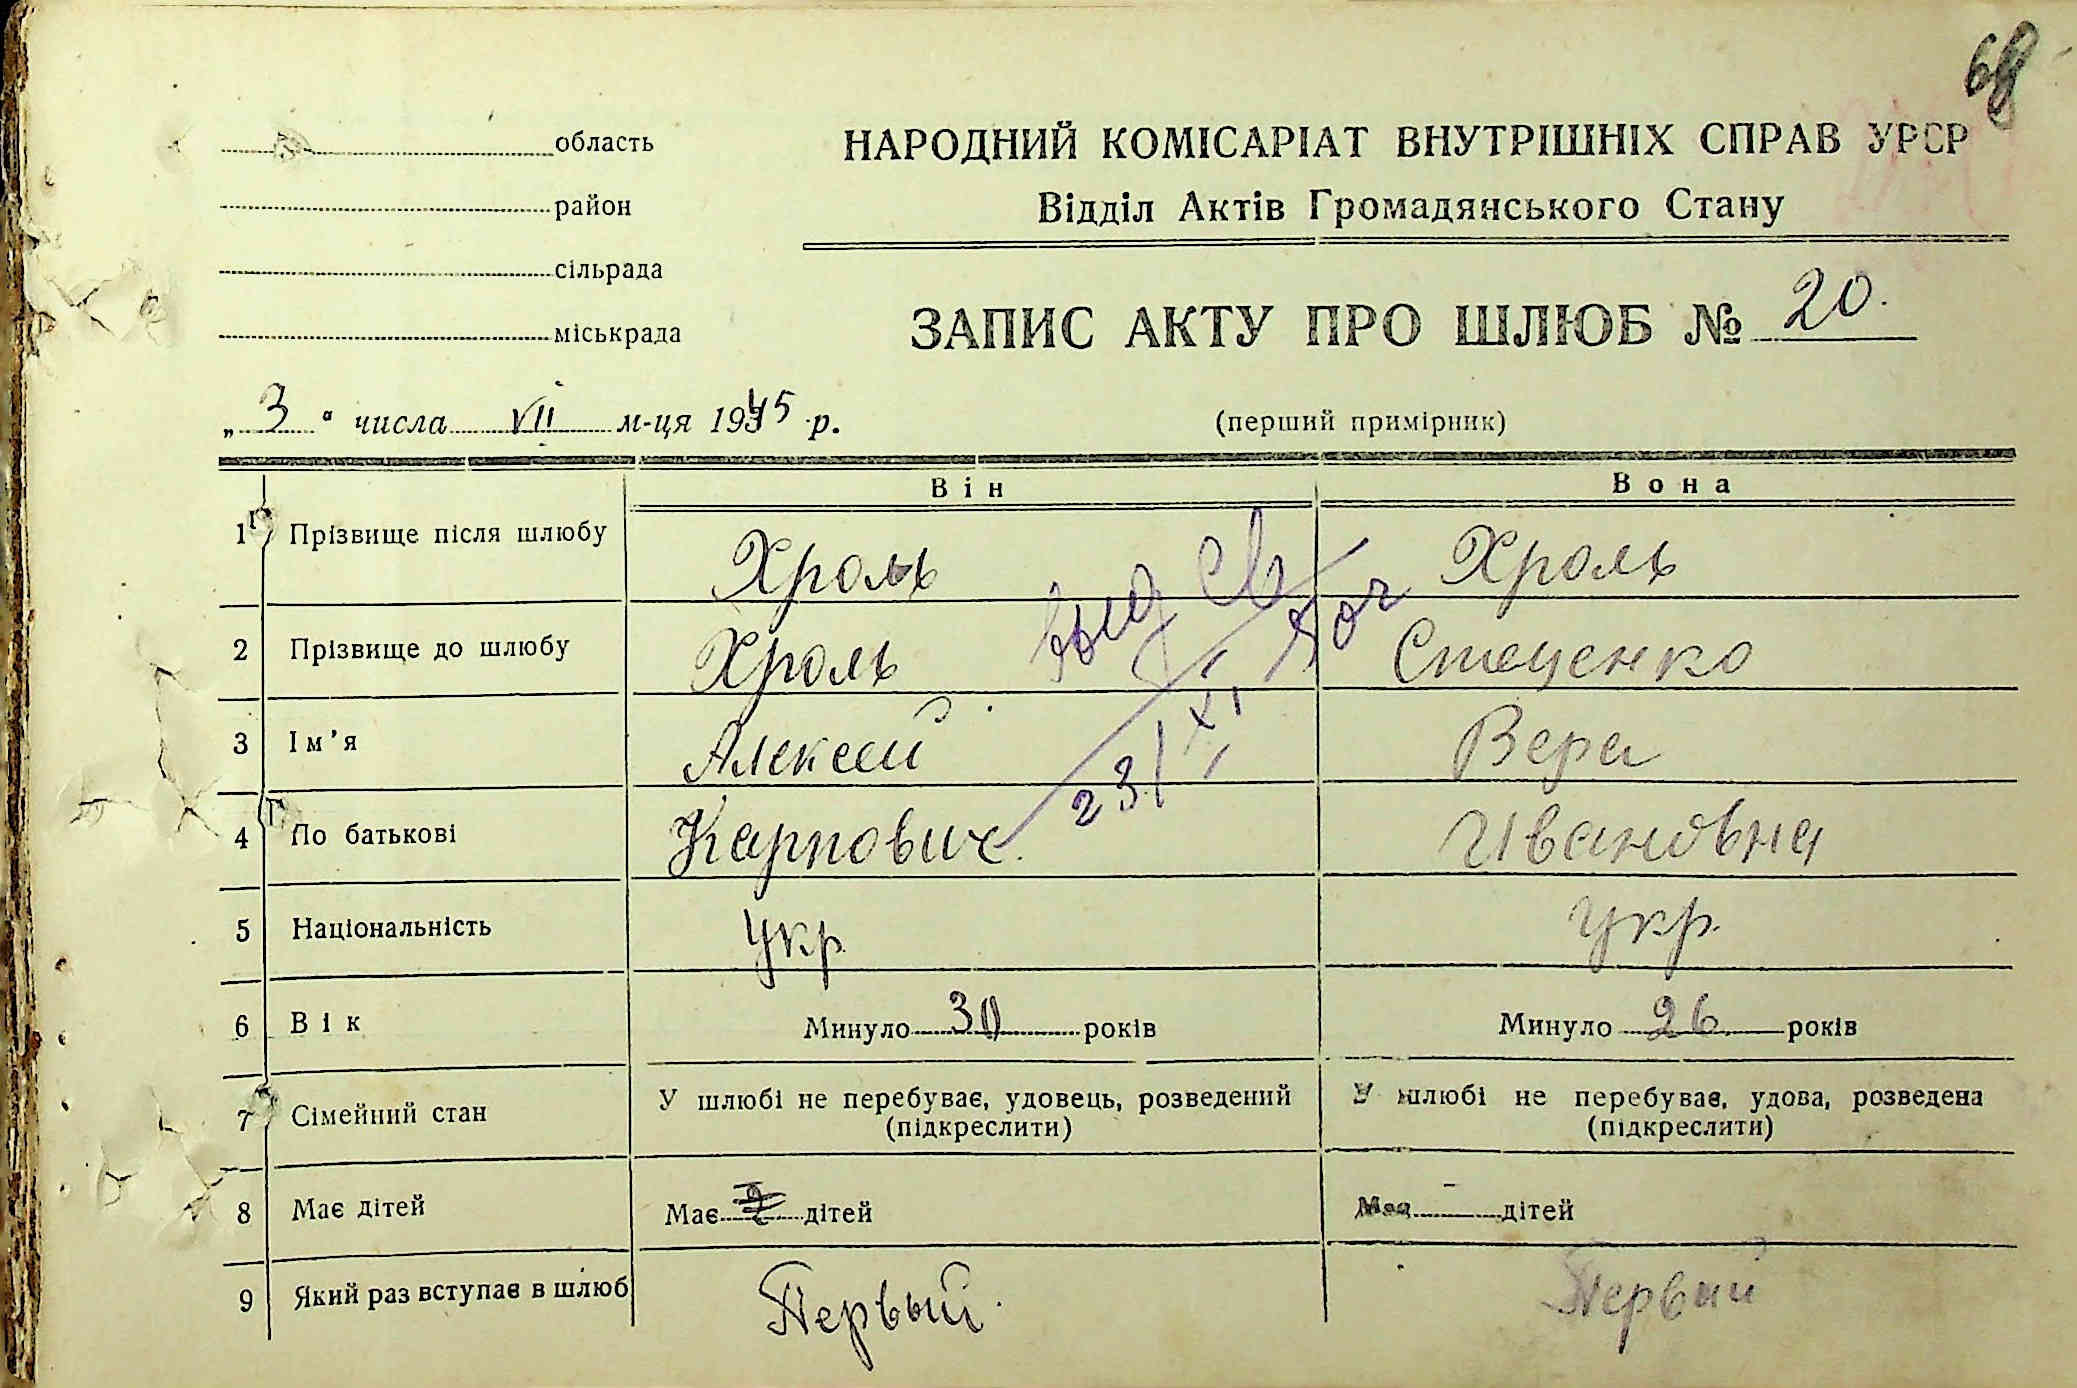 68
область
НАРОДНИЙ КОМІСАРІАТ ВНУТРІШНІХ СПРАВ УРСР
район
Відділ Актів Громадянського Стану
сільрада
міськрада
ЗАПИС АКТУ ПРО ШЛЮБ № 20.
„3" числа VII м-ця 1945 р.
(перший примірник)
Він Вона
1 Прізвище після шлюбу Хроль Хроль
выд св
2 Прізвище до шлюбу Хроль Стеценко
3 Ім'я Алексей Вера
23/XI
4 По батькові Карпович Ивановна
5 Національність укр укр.
6 Вік Минуло 30 років Минуло 26 років
7 Сімейний стан У шлюбі не перебуває, удовець, розведений У шлюбі не перебуває, удова, розведена
(підкреслити) (підкреслити)
8 Має дітей Має дітей Має — дітей
9 Який раз вступає в шлюб Первый. Первый